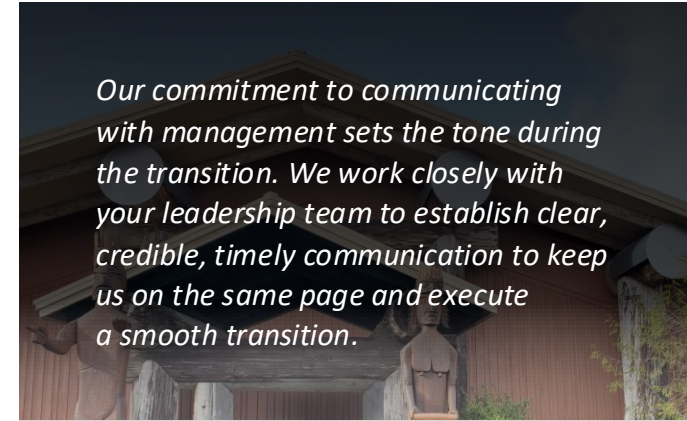 Our commitment to communicating
with management sets the tone during
the transition. We work closely with
your leadership team to establish clear,
credible, timely communication to keep
us on the same page and execute
a smooth transition.